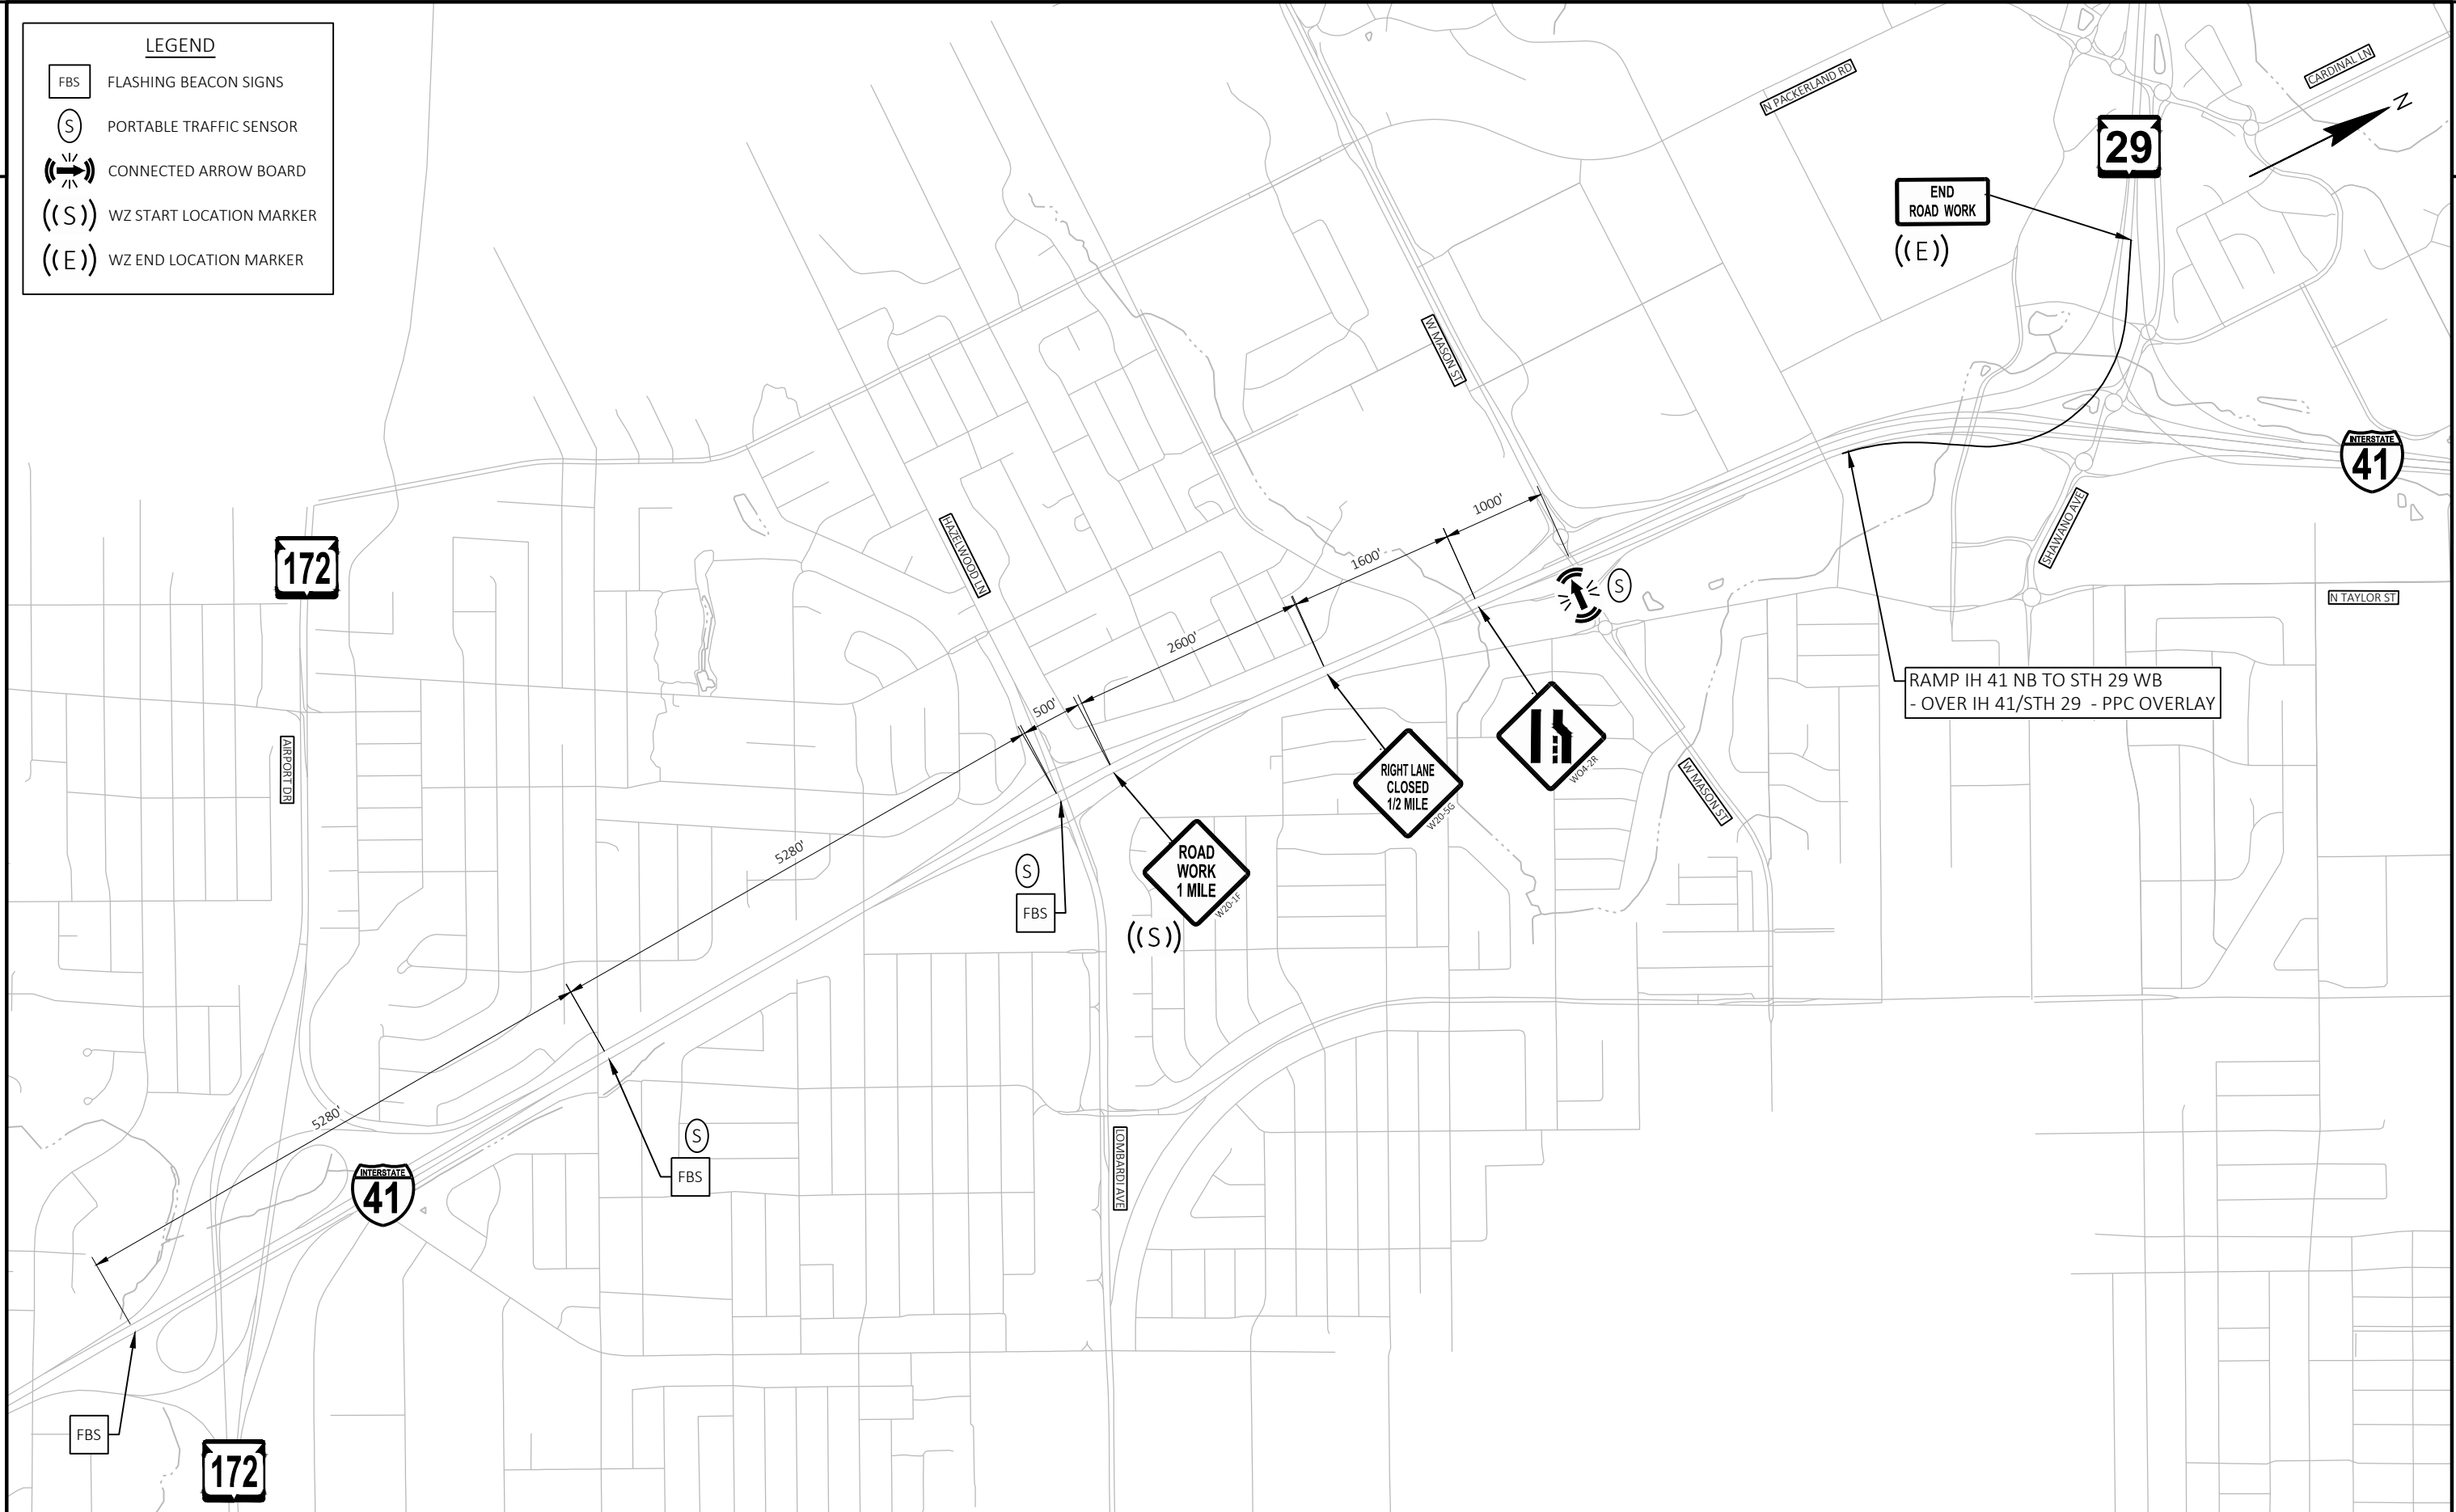 LEGEND
FBS FLASHING BEACON SIGNS
S PORTABLE TRAFFIC SENSOR
CONNECTED ARROW BOARD
((S)) WZ START LOCATION MARKER
((E)) WZ END LOCATION MARKER
N PACKERLAND RD
CARDINAL LN
N
29
END
ROAD WORK
((E))
W MASON ST
INTERSTATE
41
172
HAZELWOOD LN
1000'
1600'
2600'
500'
5280'
5280'
S
SHAWANO AVE
N TAYLOR ST
RAMP IH 41 NB TO STH 29 WB
- OVER IH 41/STH 29 - PPC OVERLAY
WO4-2R
RIGHT LANE
CLOSED
1/2 MILE
W20-5G
W MASON ST
AIRPORT DR
ROAD
WORK
1 MILE
W20-1F
((S))
S
FBS
S
FBS
LOMBARDI AVE
INTERSTATE
41
FBS
172